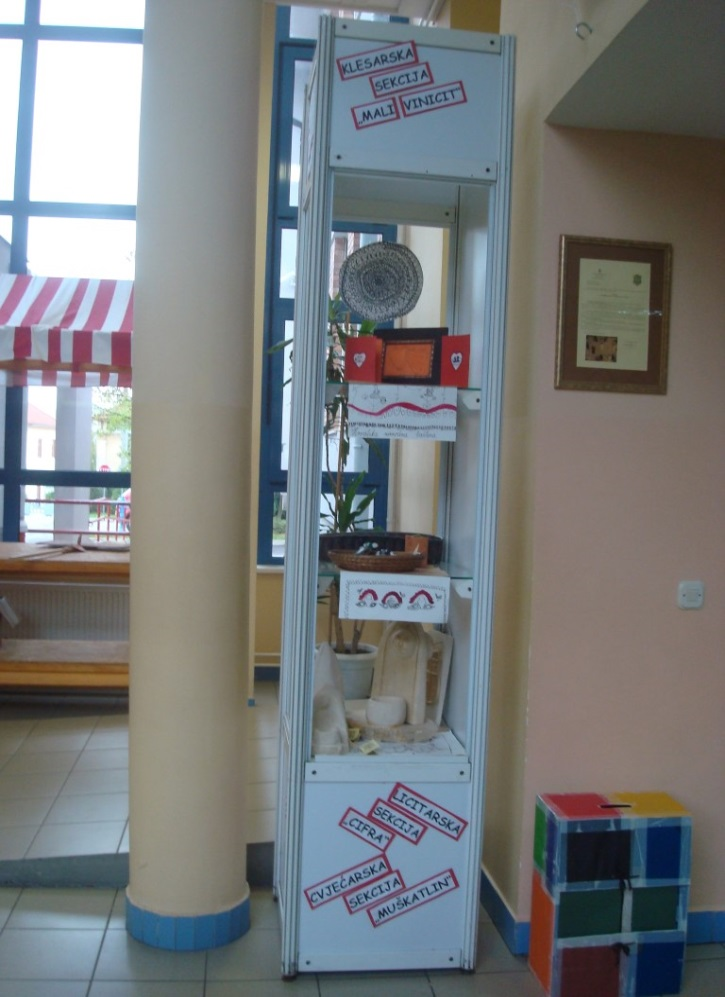 KLESARSKA
SEKCIJA
„MALI VINICIT"
LICITARSKA
SEKCIJA
„CIFRA"
CVJEĆARSKA
SEKCIJA
„MUŠKATLIN"